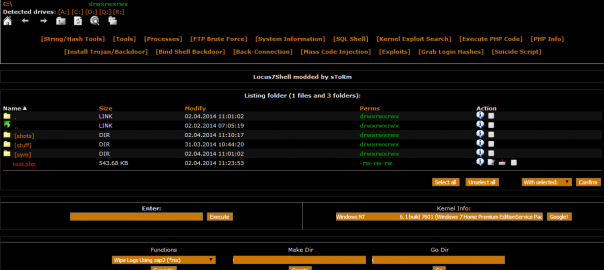 C:\ drwxrwxrwx
Detected drives: [A:] [C:] [D:] [Q:] [R:]
[String/Hash Tools] [Tools] [Processes] [FTP Brute Force] [System Information] [SQL Shell] [Kernel Exploit Search] [Execute PHP Code] [PHP Info]
[Install Trojan/Backdoor] [Bind Shell Backdoor] [Back-Connection] [Mass Code Injection] [Exploits] [Grab Login Hashes] [Suicide Script]
Locus7Shell modded by sToRm
Listing folder (1 files and 3 folders):
Name Size Modify Perms Action
. LINK 02.04.2014 11:01:02 drwxrwxrwx
.. LINK 02.02.2014 07:05:19 drwxrwxrwx
[shots] DIR 02.04.2014 11:10:17 drwxrwxrwx
[stuff] DIR 31.03.2014 10:44:20 drwxrwxrwx
[sym] DIR 02.04.2014 11:01:02 drwxrwxrwx
543.68 KB 02.04.2014 11:23:53 -rw-rw-rw-
Select all Unselect all With selected: Confirm
Enter: Kernel Info:
Execute Windows NT 6.1 build 7601 (Windows 7 Home Premium EditionService Pac Google!
Functions Make Dir Go Dir
Wipe Logs Using zap2 (*nix)
Execute Create Go